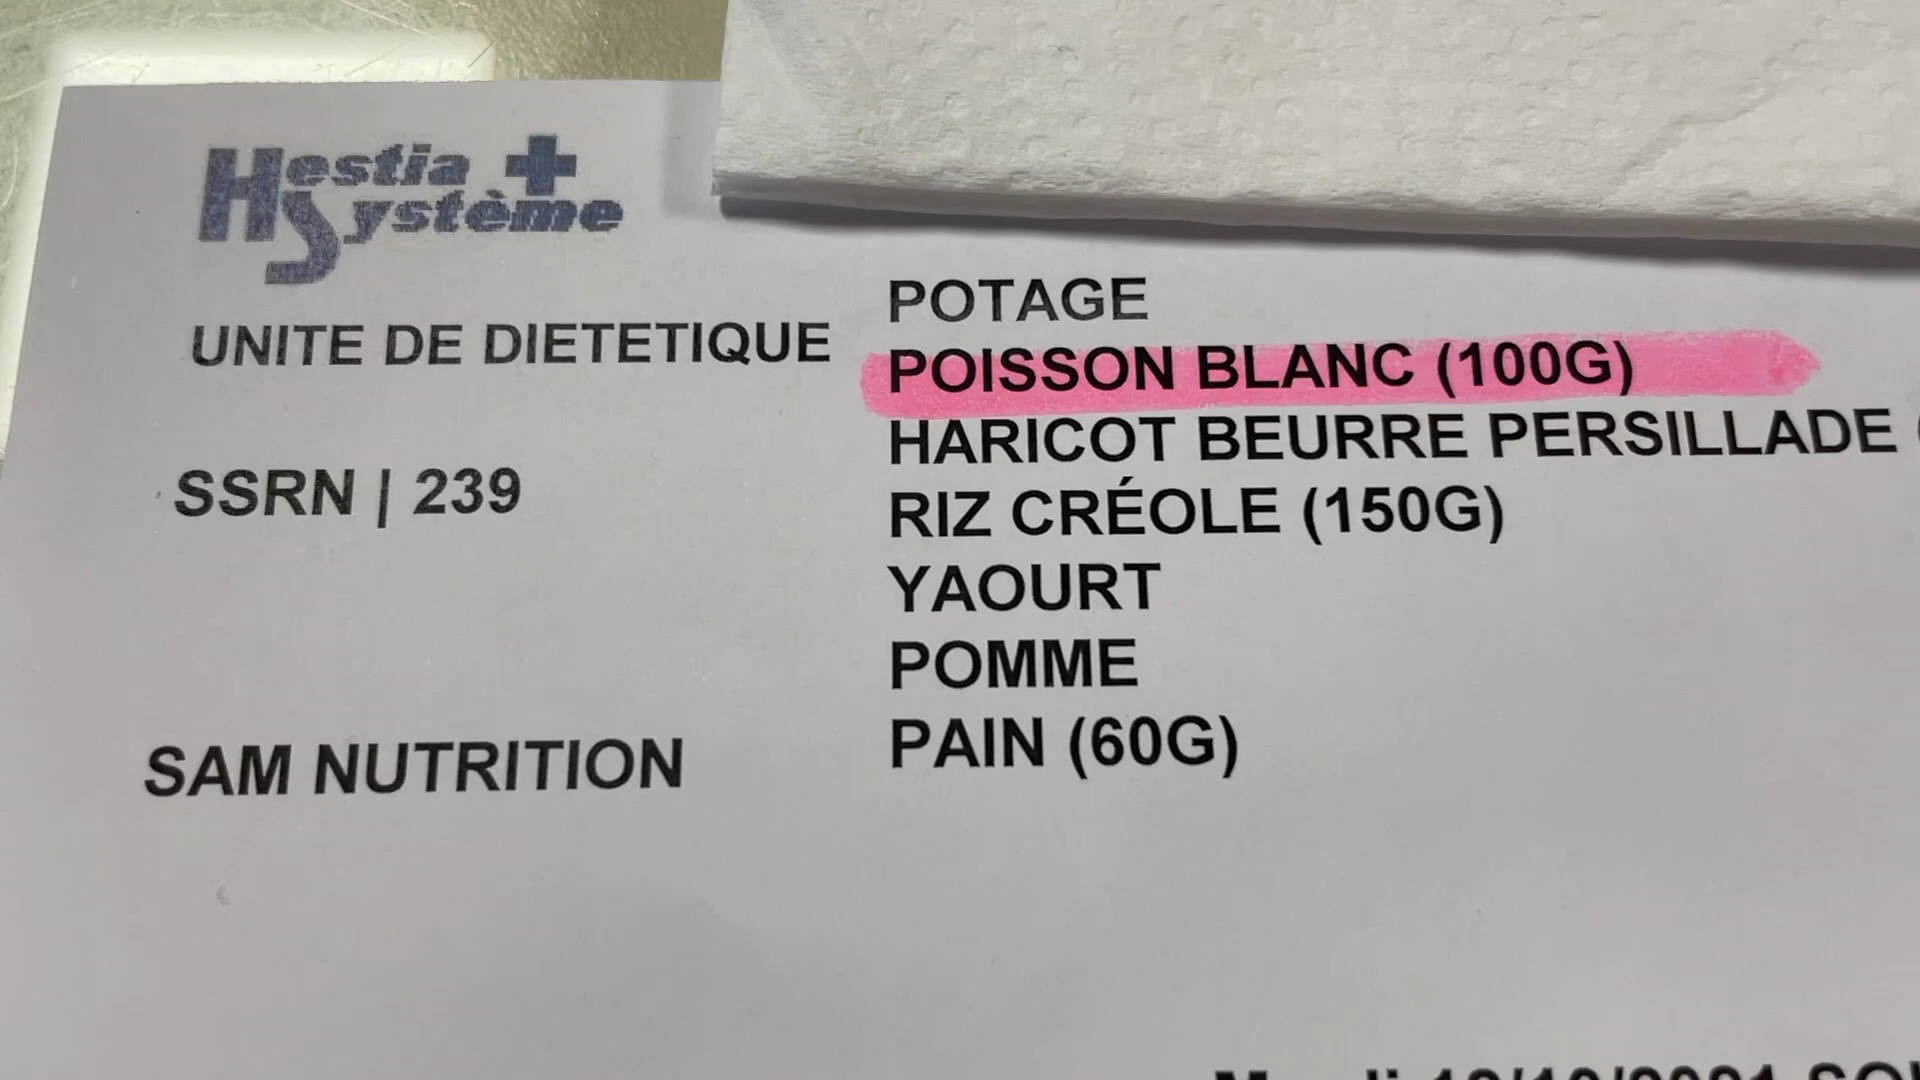 Hestia
Système
UNITE DE DIETETIQUE
SSRN | 239
SAM NUTRITION
POTAGE
POISSON BLANC (100G)
HARICOT BEURRE PERSILLADE
RIZ CRÉOLE (150G)
YAOURT
POMME
PAIN (60G)